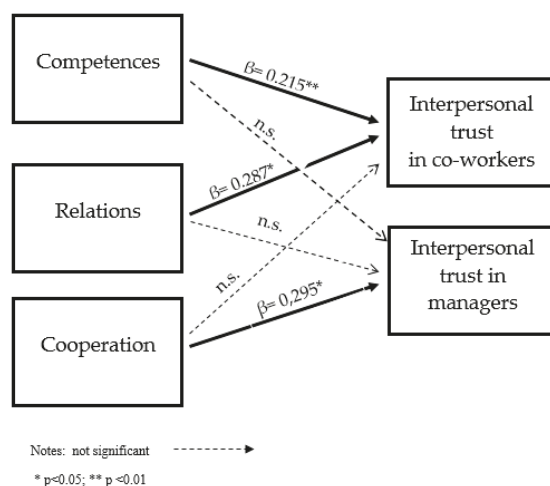 Competences
β= 0.215**
n.s.
Interpersonal
trust
in co-workers
Relations
β= 0.287*
n.s.
Interpersonal
trust in
managers
Cooperation
n.s.
β= 0,295*
Notes: not significant
* p<0.05; ** p <0.01